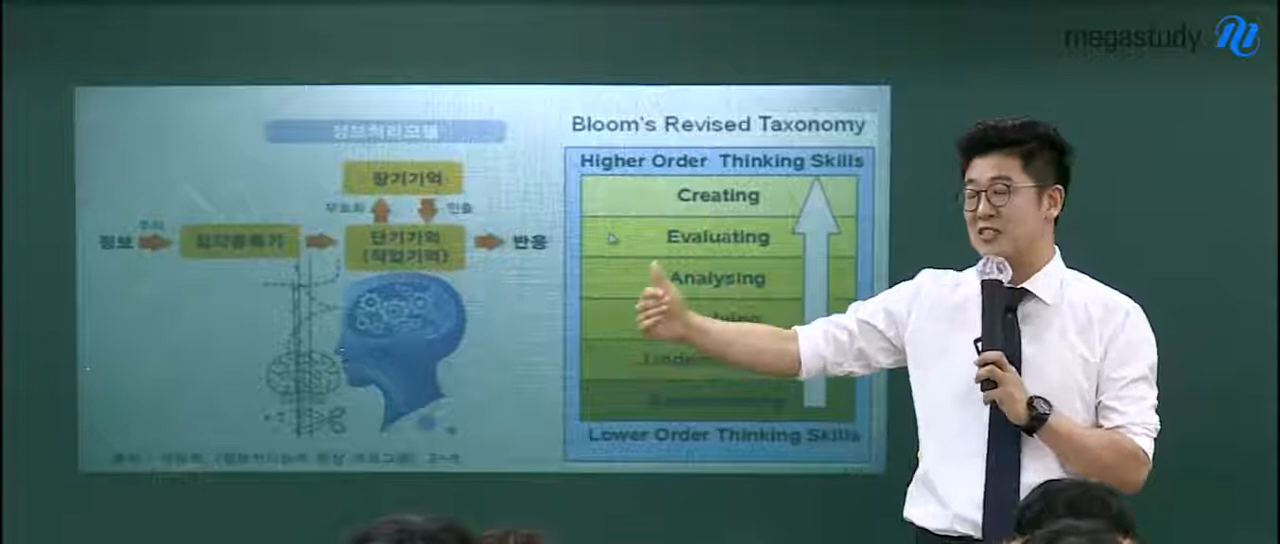 megastudy
정보처리모델
장기기억
부호화
인출
주의
정보
감각등록기
단기기억
(작업기억)
반응
Bloom's Revised Taxonomy
Higher Order Thinking Skills
Creating
Evaluating
Analysing
Lower Order Thinking Skills